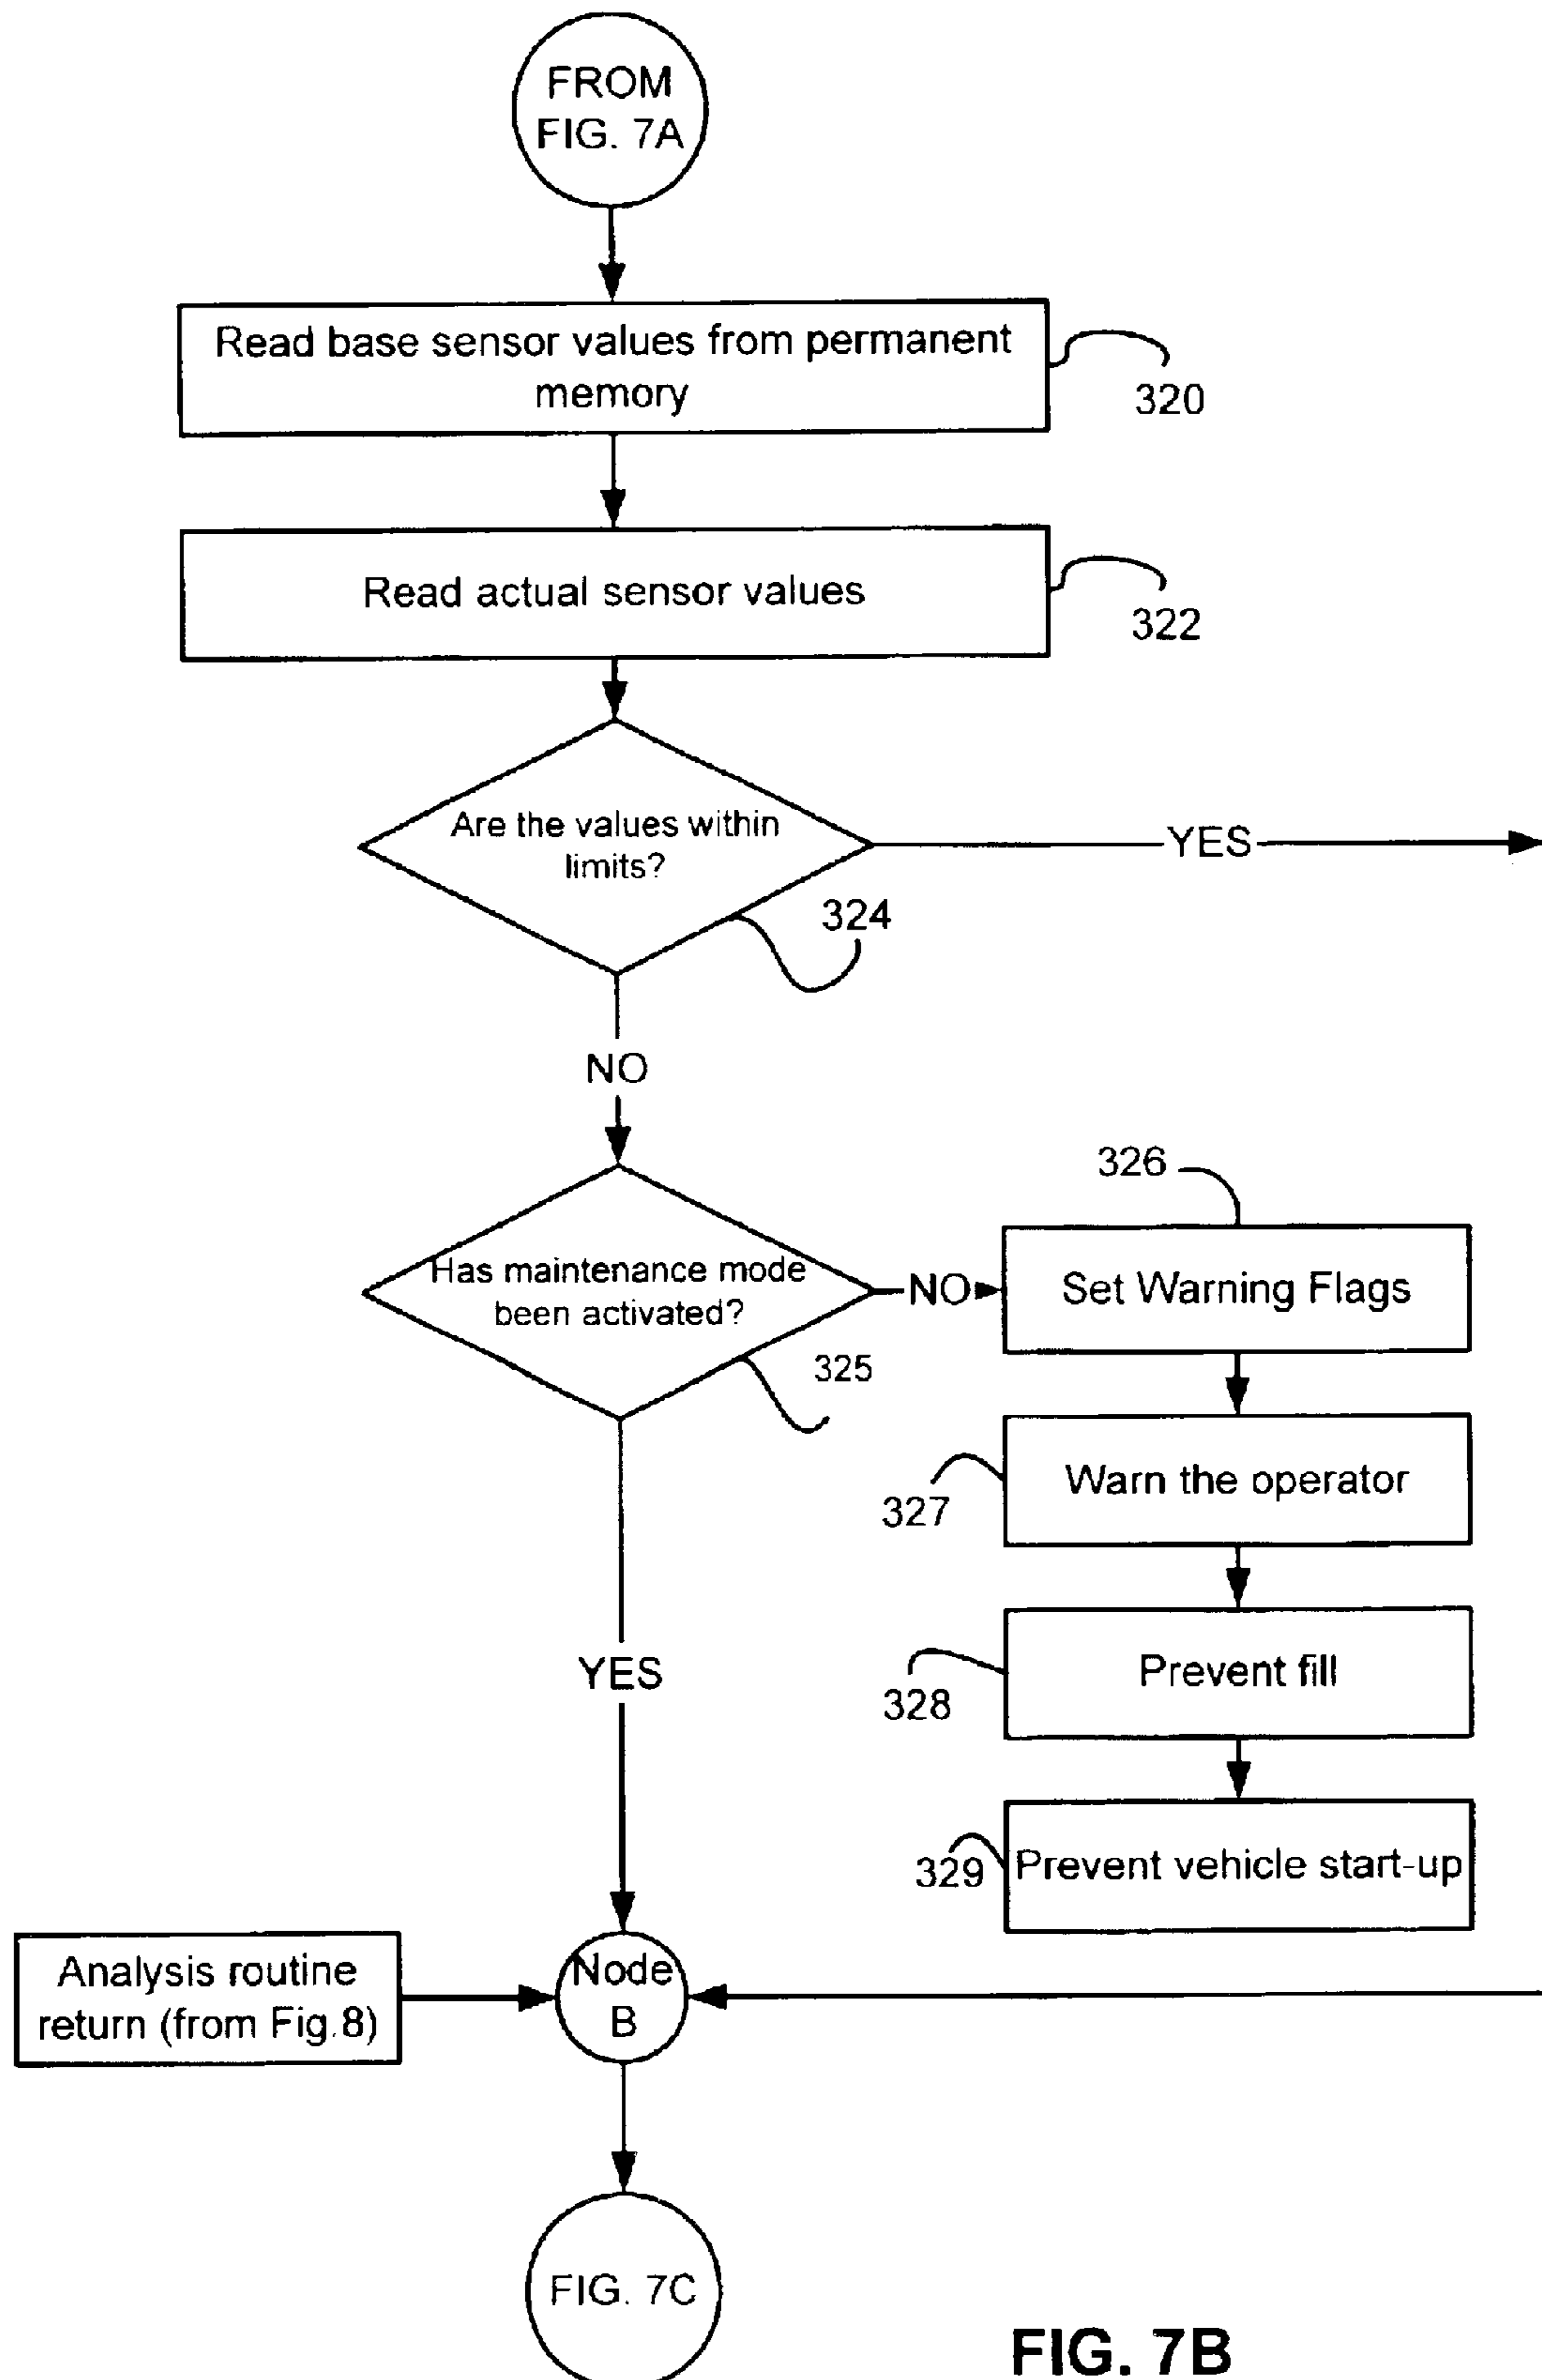 FROM
FIG. 7A
Read base sensor values from permanent
memory
320
Read actual sensor values
322
Are the values within
limits?
YES
324
NO
326
Has maintenance mode
been activated?
NO
Set Warning Flags
325
Warn the operator
327
YES
Prevent fill
328
Prevent vehicle start-up
329
Analysis routine
return (from Fig.8)
Node
B
FIG. 7C
FIG. 7B